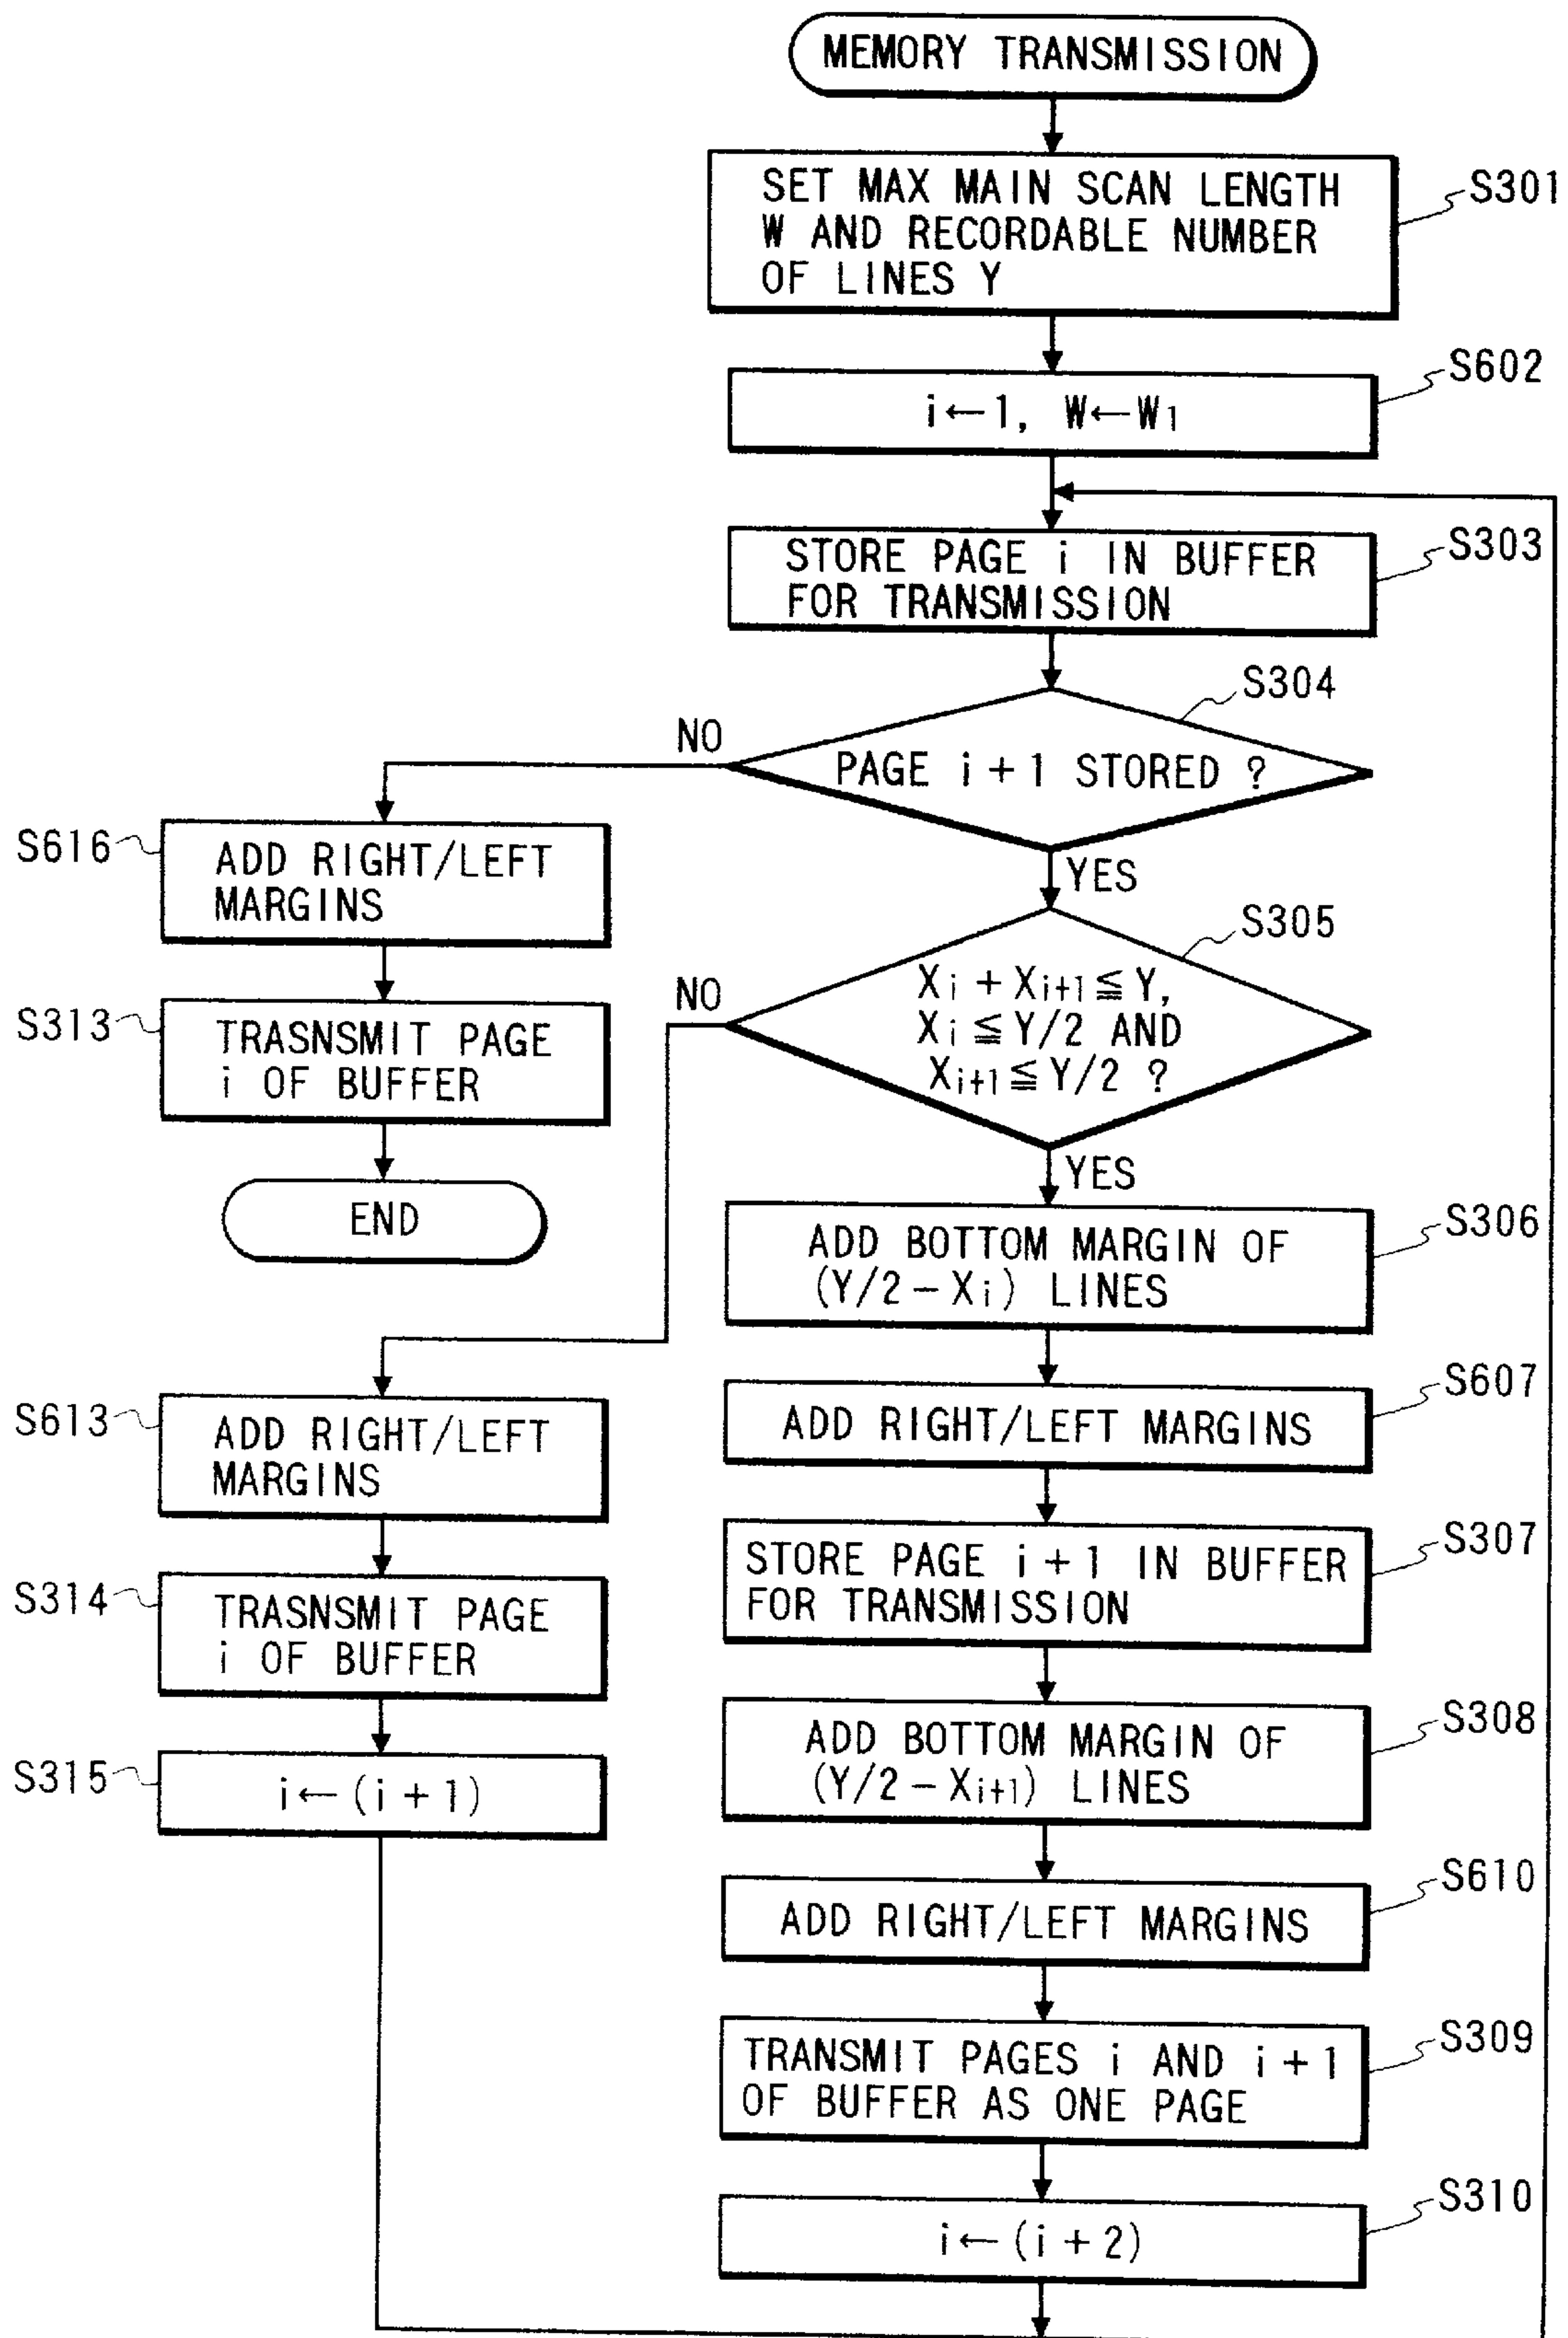 MEMORY TRANSMISSION
SET MAX MAIN SCAN LENGTH
W AND RECORDABLE NUMBER
OF LINES Y
S301
i←1, W←W1
S602
STORE PAGE i IN BUFFER
FOR TRANSMISSION
S303
PAGE i+1 STORED ?
S304
NO
YES
S616
ADD RIGHT/LEFT
MARGINS
S313
TRASNSMIT PAGE
i OF BUFFER
END
Xi + Xi+1 ≦ Y,
Xi ≦ Y/2 AND
Xi+1 ≦ Y/2 ?
S305
NO
YES
ADD BOTTOM MARGIN OF
(Y/2 − Xi) LINES
S306
ADD RIGHT/LEFT MARGINS
S607
STORE PAGE i+1 IN BUFFER
FOR TRANSMISSION
S307
ADD BOTTOM MARGIN OF
(Y/2 − Xi+1) LINES
S308
ADD RIGHT/LEFT MARGINS
S610
TRANSMIT PAGES i AND i+1
OF BUFFER AS ONE PAGE
S309
i←(i+2)
S310
S613
ADD RIGHT/LEFT
MARGINS
S314
TRASNSMIT PAGE
i OF BUFFER
S315
i←(i+1)